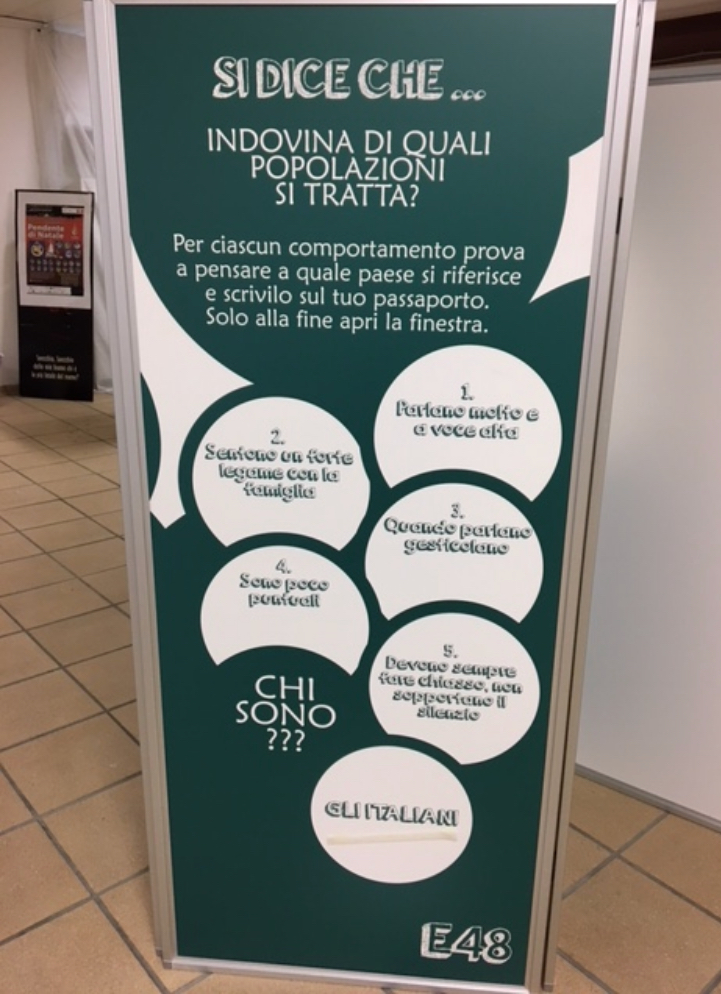 SI DICE CHE ...
INDOVINA DI QUALI
POPOLAZIONI
SI TRATTA?
Per ciascun comportamento prova
a pensare a quale paese si riferisce
e scrivilo sul tuo passaporto.
Solo alla fine apri la finestra.
1.
Parlano molto e
a voce alta
2.
Sentono un forte
legame con la
famiglia
3.
Quando parlano
gesticolano
4.
Sono poco
puntuali
5.
Devono sempre
fare chiasso, non
sopportano il
silenzio
CHI
SONO
???
GLI ITALIANI
E48
Pendente
di Natale